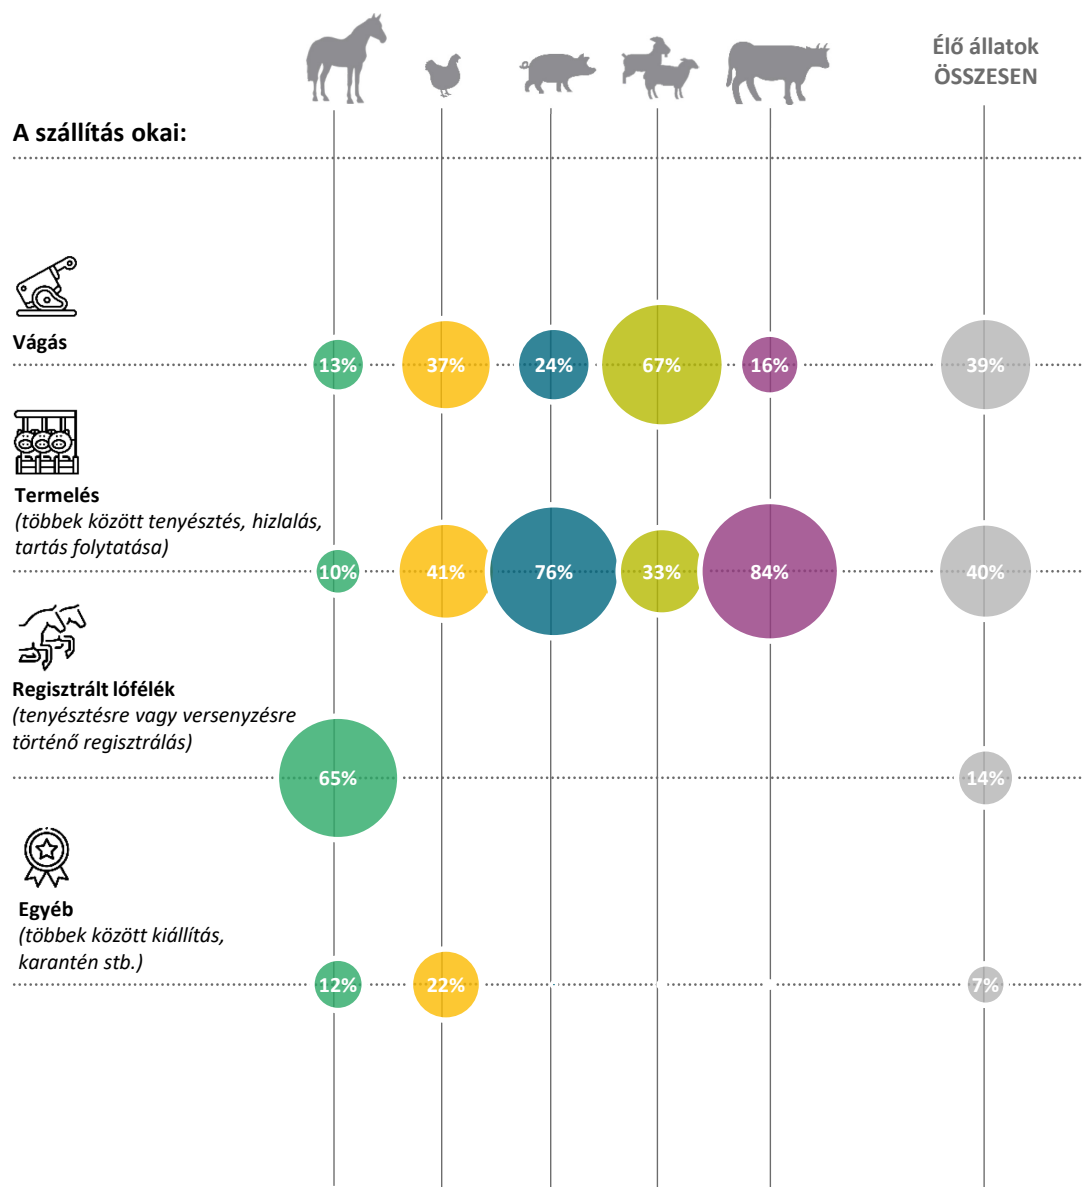 Élő állatok
ÖSSZESEN
A szállítás okai:
Vágás
13% 37% 24% 67% 16% 39%
Termelés
(többek között tenyésztés, hizlalás,
tartás folytatása)
10% 41% 76% 33% 84% 40%
Regisztrált lófélék
(tenyésztésre vagy versenyzésre
történő regisztrálás)
65% 14%
Egyéb
(többek között kiállítás,
karantén stb.)
12% 22% - - - 7%